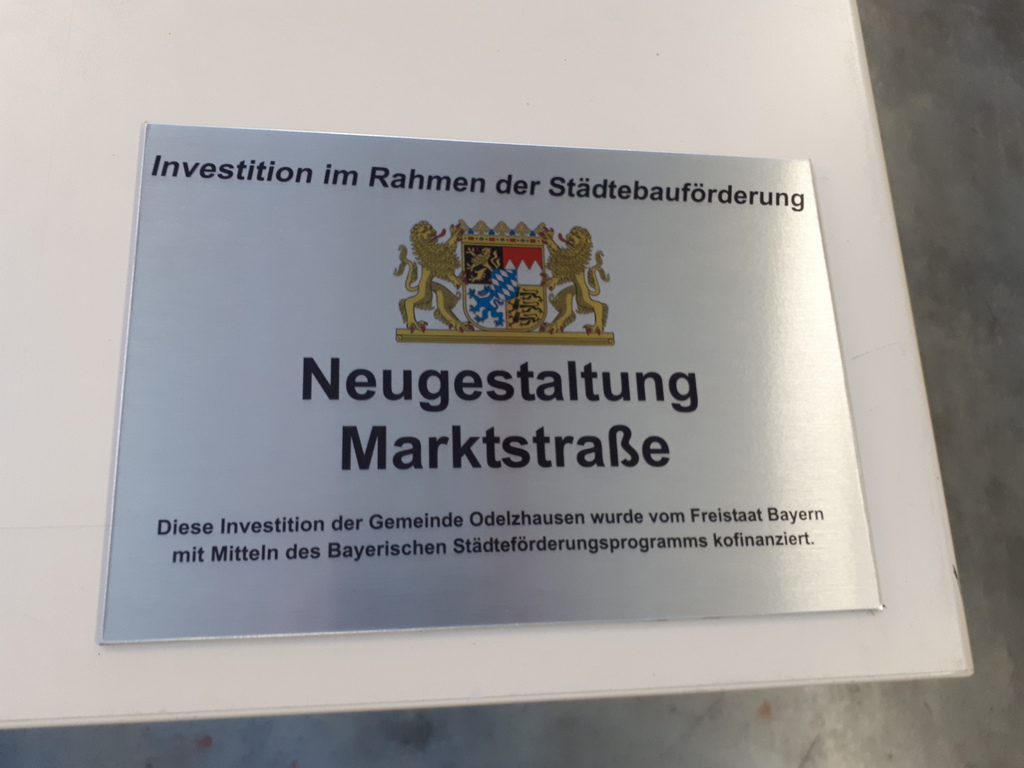 Investition im Rahmen der Städtebauförderung
Neugestaltung
Marktstraße
Diese Investition der Gemeinde Odelzhausen wurde vom Freistaat Bayern
mit Mitteln des Bayerischen Städteförderungsprogramms kofinanziert.